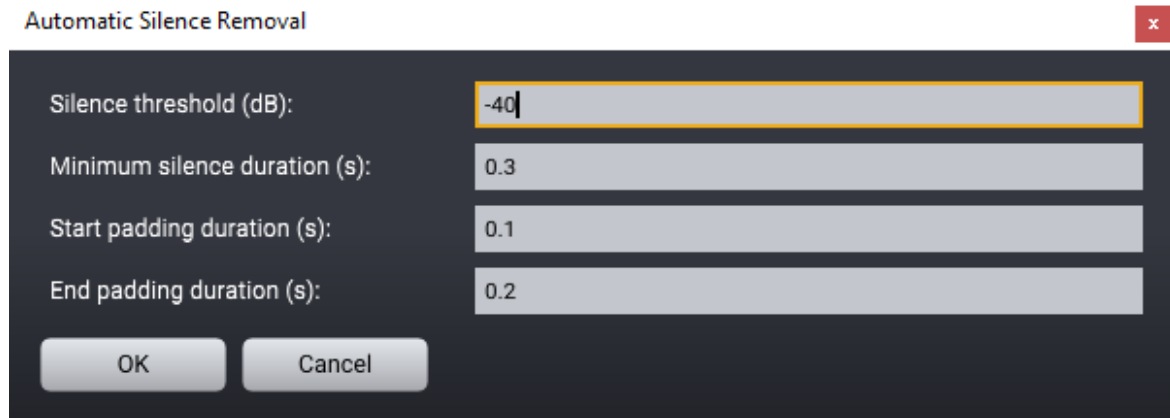 Automatic Silence Removal
x
Silence threshold (dB): -40
Minimum silence duration (s): 0.3
Start padding duration (s): 0.1
End padding duration (s): 0.2
OK Cancel